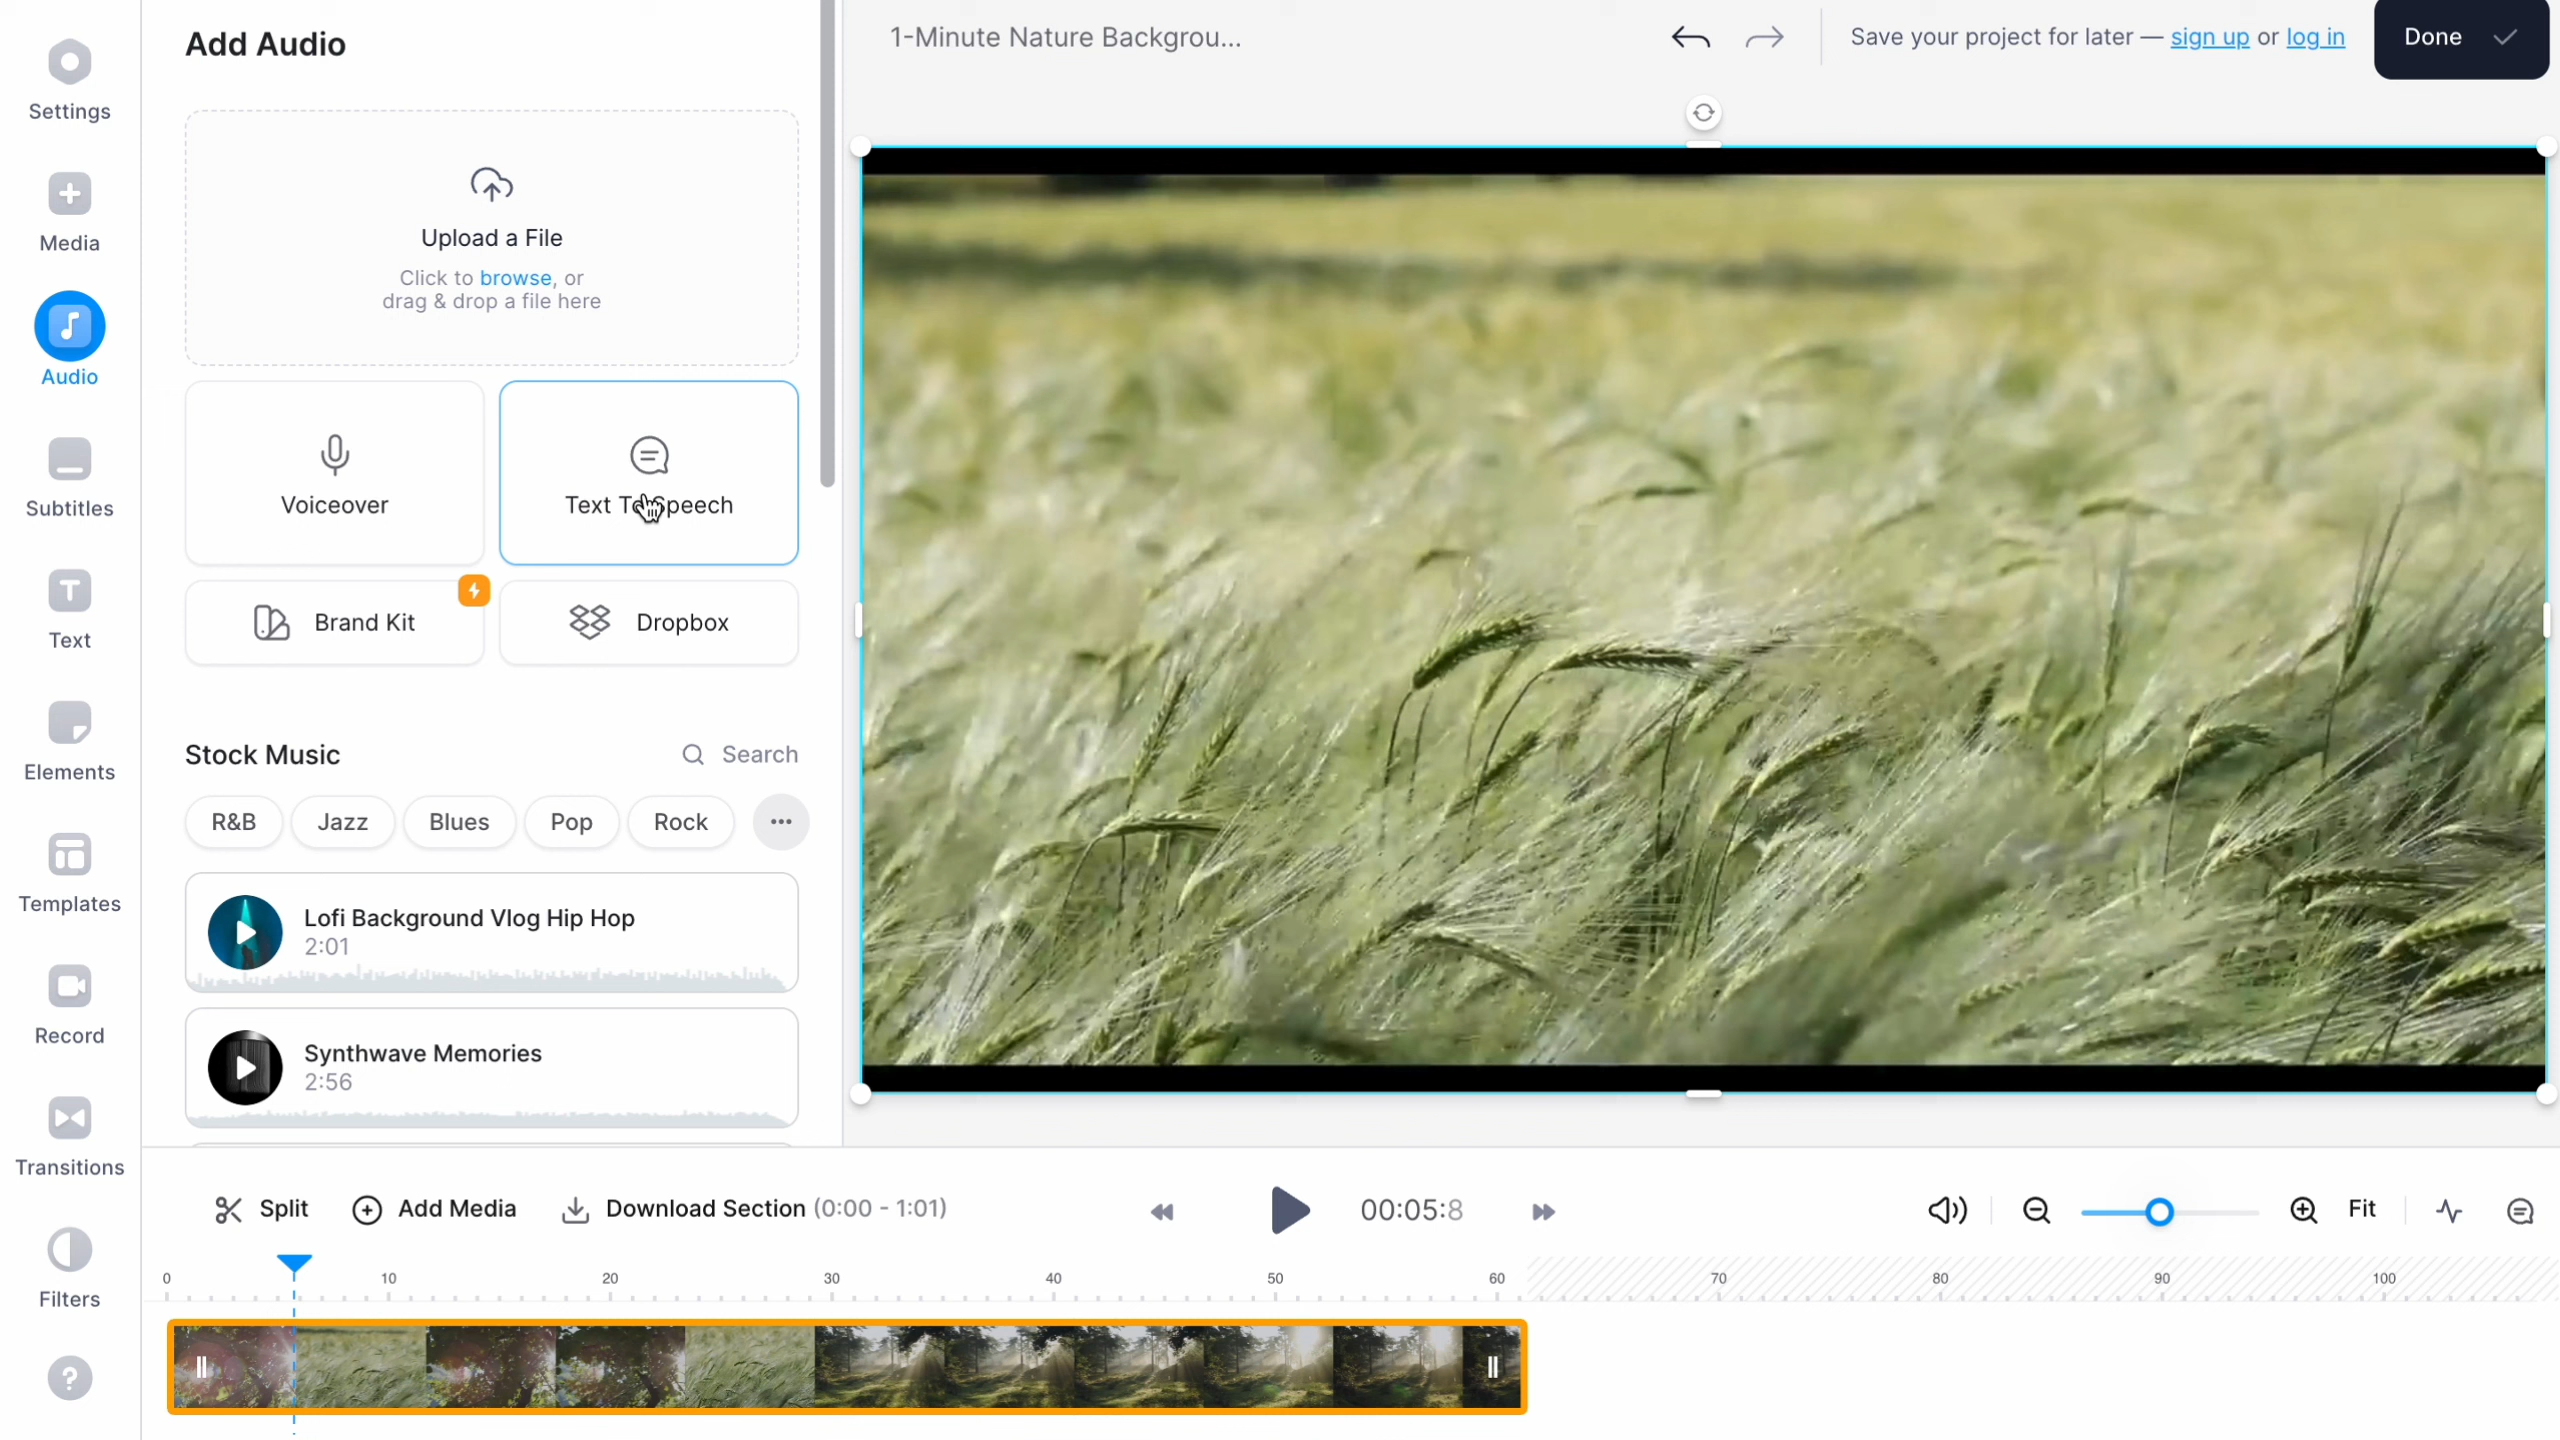 Settings
Media
Audio
Subtitles
Text
Elements
Templates
Record
Transitions
Filters
?
Add Audio
Upload a File
Click to browse, or
drag & drop a file here
Voiceover
Text To Speech
Brand Kit
Dropbox
Stock Music
Search
R&B
Jazz
Blues
Pop
Rock
Lofi Background Vlog Hip Hop
2:01
Synthwave Memories
2:56
1-Minute Nature Backgrou...
Save your project for later — sign up or log in
Done
Split
Add Media
Download Section (0:00 - 1:01)
00:05:8
Fit
0 10 20 30 40 50 60 70 80 90 100